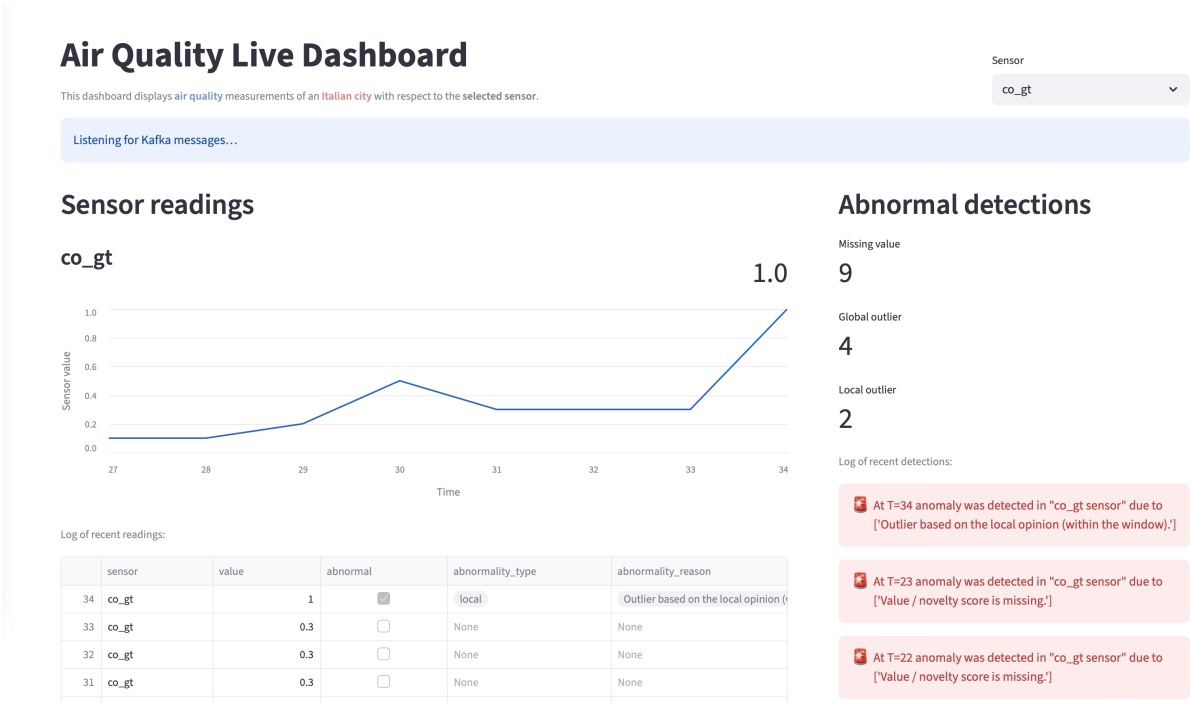 Air Quality Live Dashboard
Sensor
co_gt
This dashboard displays air quality measurements of an Italian city with respect to the selected sensor.
Listening for Kafka messages…
Sensor readings
co_gt
1.0
1.0
0.8
0.6
0.4
0.2
0.0
Sensor value
27 28 29 30 31 32 33 34
Time
Log of recent readings:
sensor value abnormal abnormality_type abnormality_reason
34 co_gt 1 local Outlier based on the local opinion
33 co_gt 0.3 None None
32 co_gt 0.3 None None
31 co_gt 0.3 None None
Abnormal detections
Missing value
9
Global outlier
4
Local outlier
2
Log of recent detections:
At T=34 anomaly was detected in "co_gt sensor" due to
['Outlier based on the local opinion (within the window).']
At T=23 anomaly was detected in "co_gt sensor" due to
['Value / novelty score is missing.']
At T=22 anomaly was detected in "co_gt sensor" due to
['Value / novelty score is missing.']